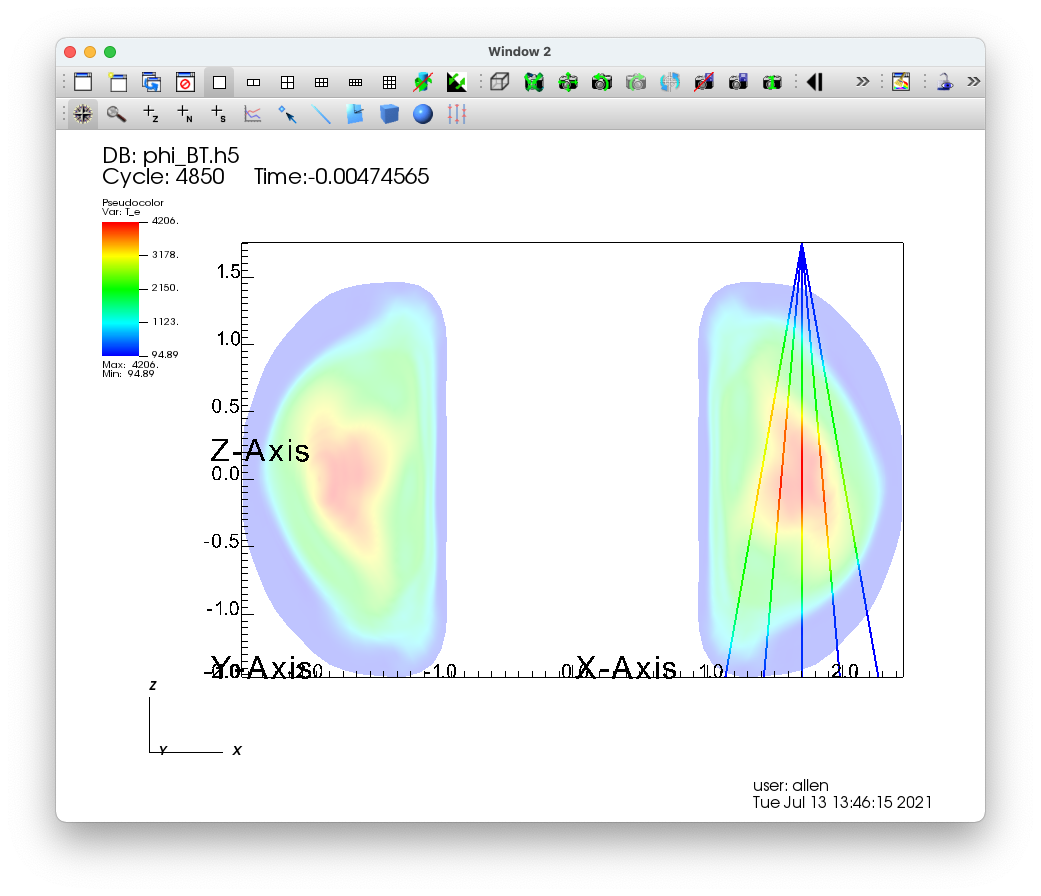 Window 2
DB: phi_BT.h5
Cycle: 4850 Time:-0.00474565
Pseudocolor
Var: T_e
4206.
3178.
2150.
1123.
94.89
Max: 4206.
Min: 94.89
1.5
1.0
0.5
Z-Axis
0.0
-0.5
-1.0
Y-Axis
-1.0
0.0
X-Axis
1.0
2.0
Z
Y
X
user: allen
Tue Jul 13 13:46:15 2021